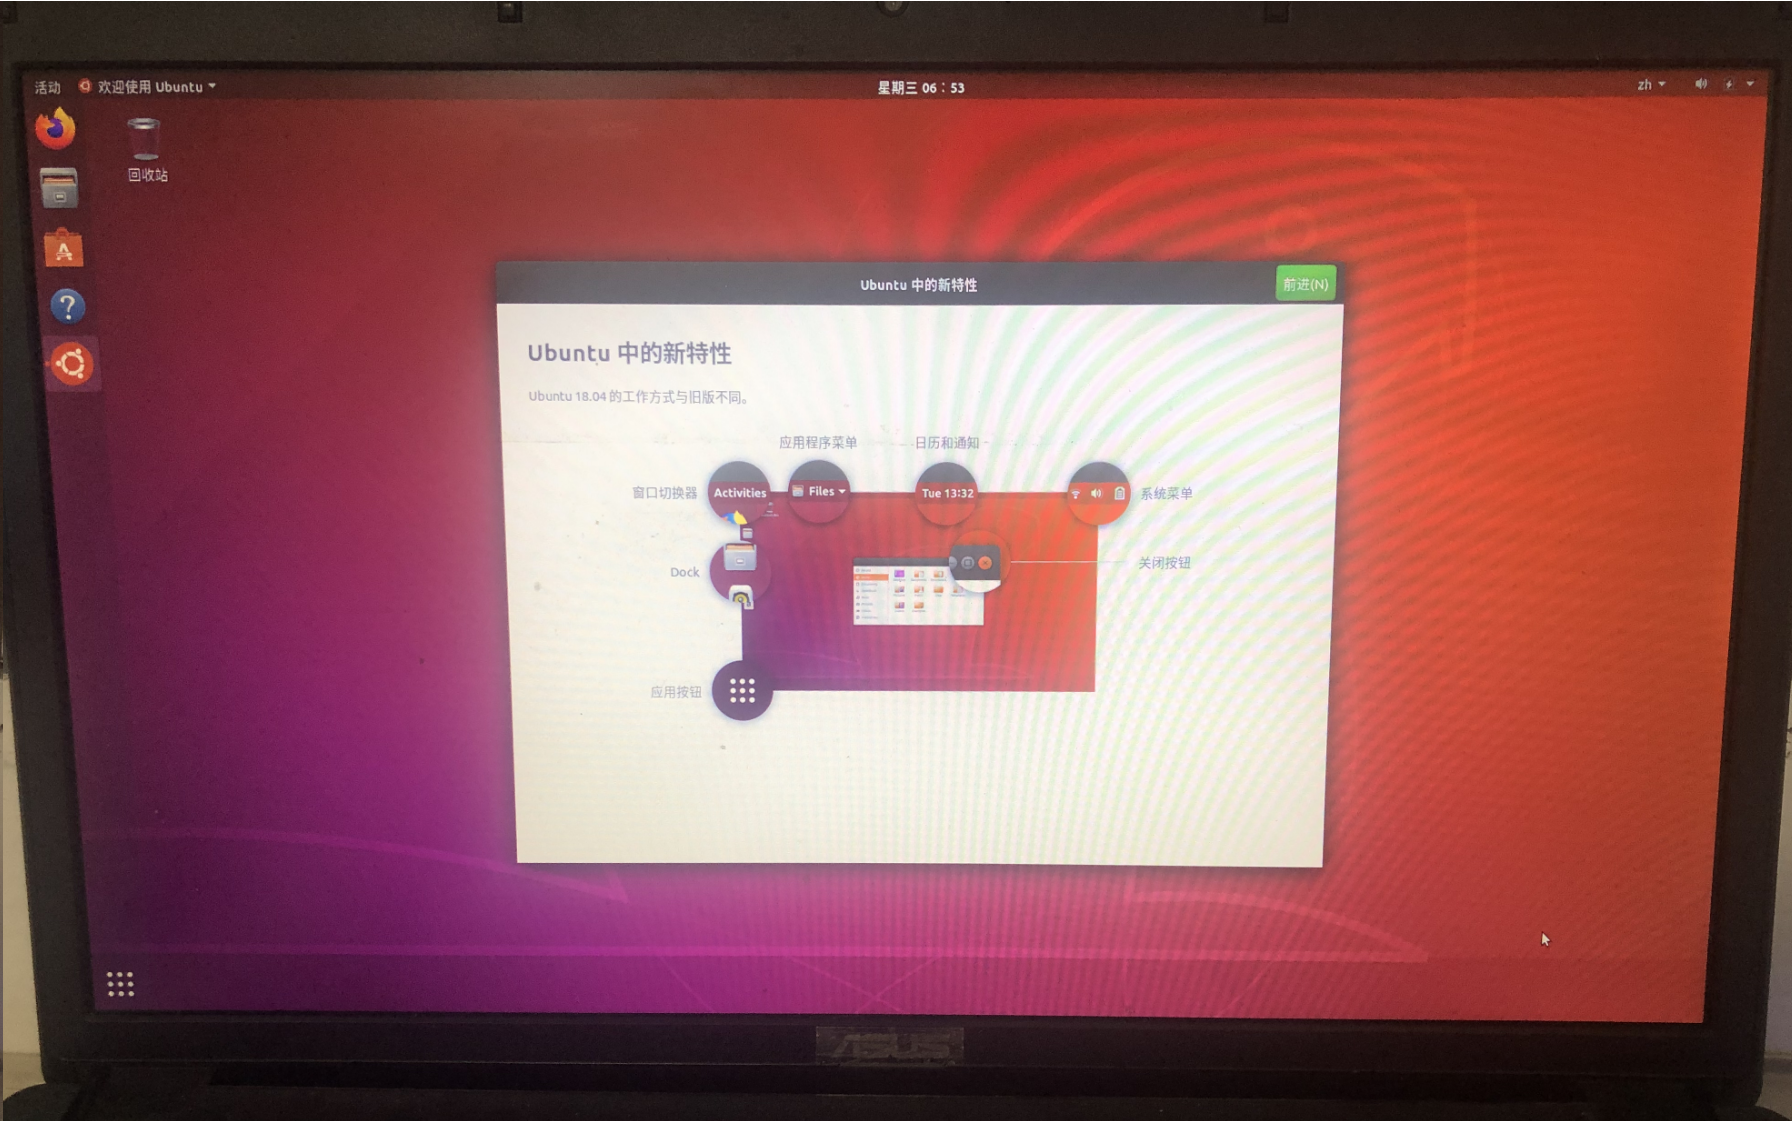 活动 欢迎使用 Ubuntu 星期三 06：53 zh
回收站
Ubuntu 中的新特性 前进(N)
Ubuntu 中的新特性
Ubuntu 18.04 的工作方式与旧版不同。
应用程序菜单 日历和通知
窗口切换器 Activities Files Tue 13:32 系统菜单
关闭按钮
Dock
应用按钮
ASUS